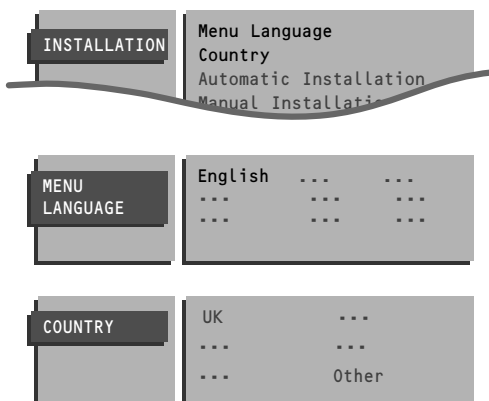 INSTALLATION
Menu Language
Country
Automatic Installation
Manual Installati
MENU
LANGUAGE
English ... ...
... ... ...
... ... ...
COUNTRY
UK ...
... ...
... Other